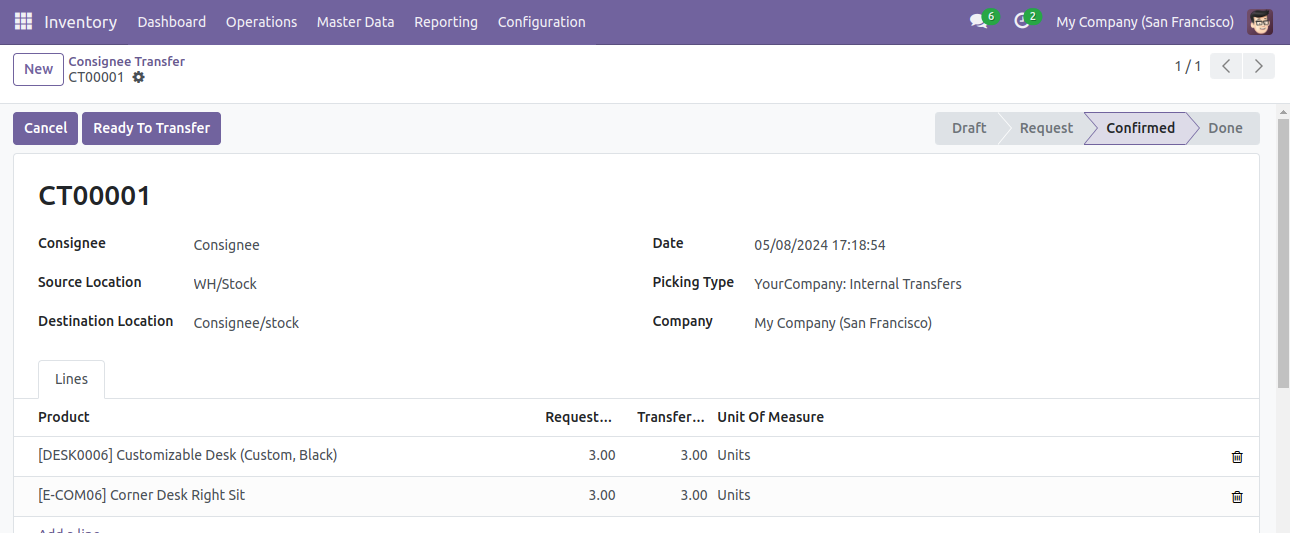 Inventory Dashboard Operations Master Data Reporting Configuration 6 2 My Company (San Francisco)
New Consignee Transfer
CT00001
1 / 1
Cancel Ready To Transfer Draft Request Confirmed Done
CT00001
Consignee Consignee Date 05/08/2024 17:18:54
Source Location WH/Stock Picking Type YourCompany: Internal Transfers
Destination Location Consignee/stock Company My Company (San Francisco)
Lines
Product Request... Transfer... Unit Of Measure
[DESK0006] Customizable Desk (Custom, Black) 3.00 3.00 Units
[E-COM06] Corner Desk Right Sit 3.00 3.00 Units
Add a line